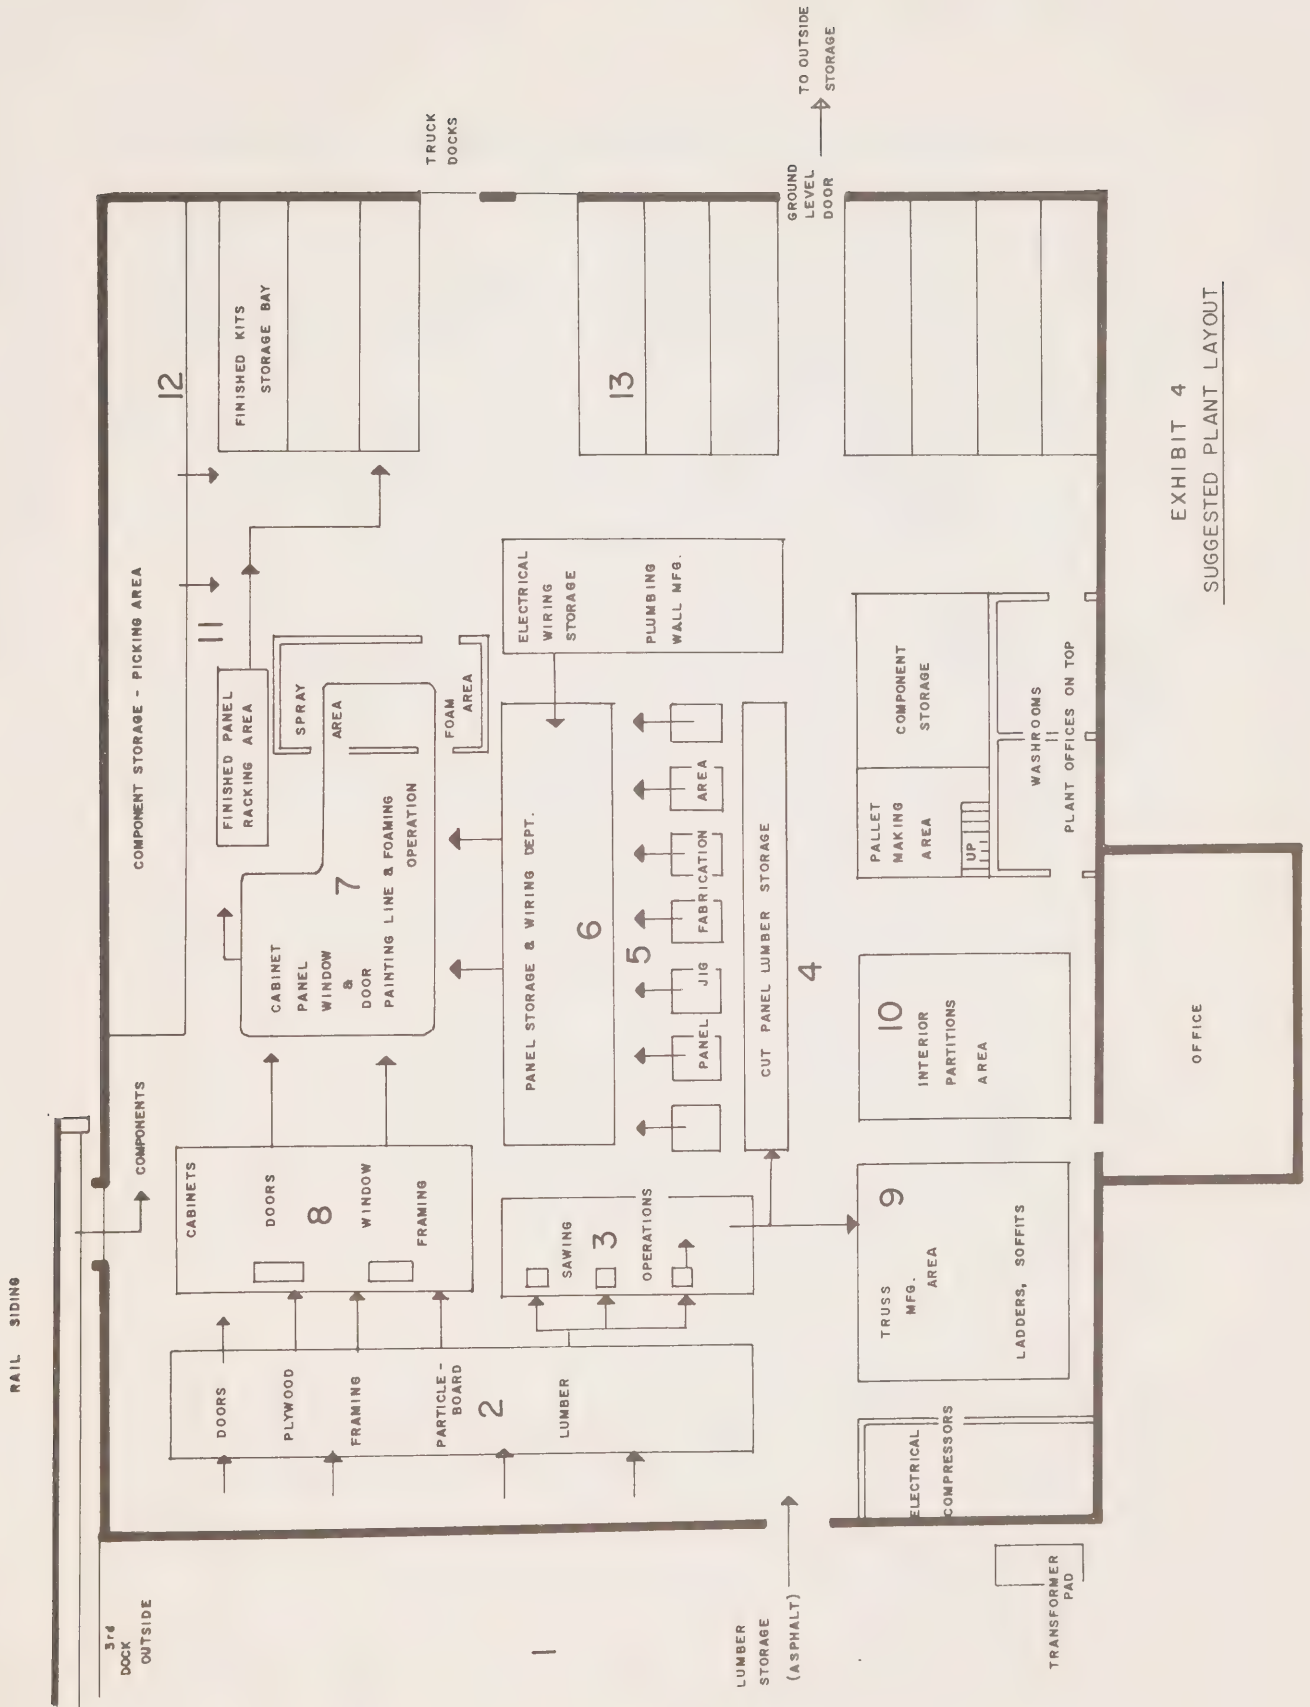 RAIL SIDING
3rd
DOCK
OUTSIDE
COMPONENTS
COMPONENT STORAGE - PICKING AREA
12
TRUCK
DOCKS
1
LUMBER
STORAGE
(ASPHALT)
DOORS
PLYWOOD
FRAMING
PARTICLE-
BOARD
2
LUMBER
CABINETS
DOORS
8
WINDOW
FRAMING
SAWING
3
OPERATIONS
CABINET
PANEL
WINDOW
&
DOOR
PAINTING LINE & FOAMING
OPERATION
7
FINISHED PANEL
RACKING AREA
11
SPRAY
AREA
FOAM
AREA
FINISHED KITS
STORAGE BAY
PANEL STORAGE & WIRING DEPT.
6
5
PANEL JIG FABRICATION AREA
CUT PANEL LUMBER STORAGE
4
ELECTRICAL
WIRING
STORAGE
PLUMBING
WALL MFG.
13
GROUND
LEVEL
DOOR
TO OUTSIDE
STORAGE
ELECTRICAL
COMPRESSORS
TRUSS
MFG.
AREA
9
LADDERS, SOFFITS
10
INTERIOR
PARTITIONS
AREA
PALLET
MAKING
AREA
UP
COMPONENT
STORAGE
WASHROOMS
PLANT OFFICES ON TOP
TRANSFORMER
PAD
OFFICE
EXHIBIT 4
SUGGESTED PLANT LAYOUT